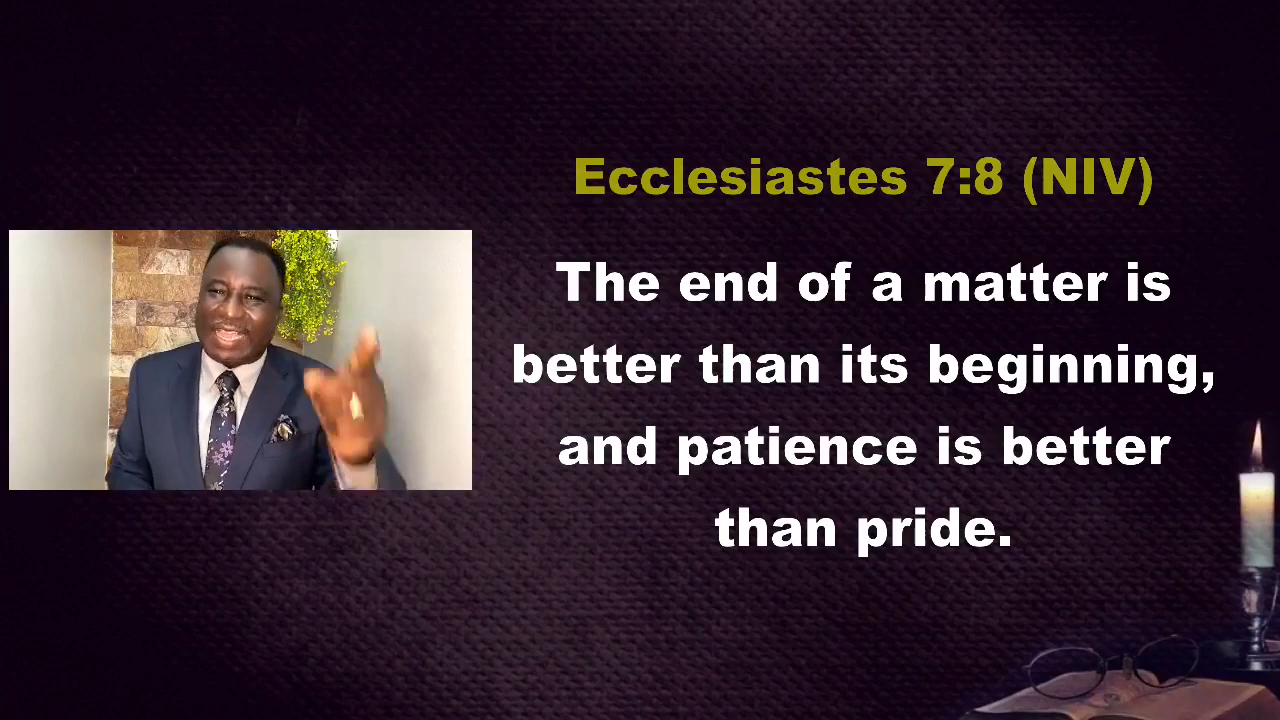 Ecclesiastes 7:8 (NIV)
The end of a matter is
better than its beginning,
and patience is better
than pride.